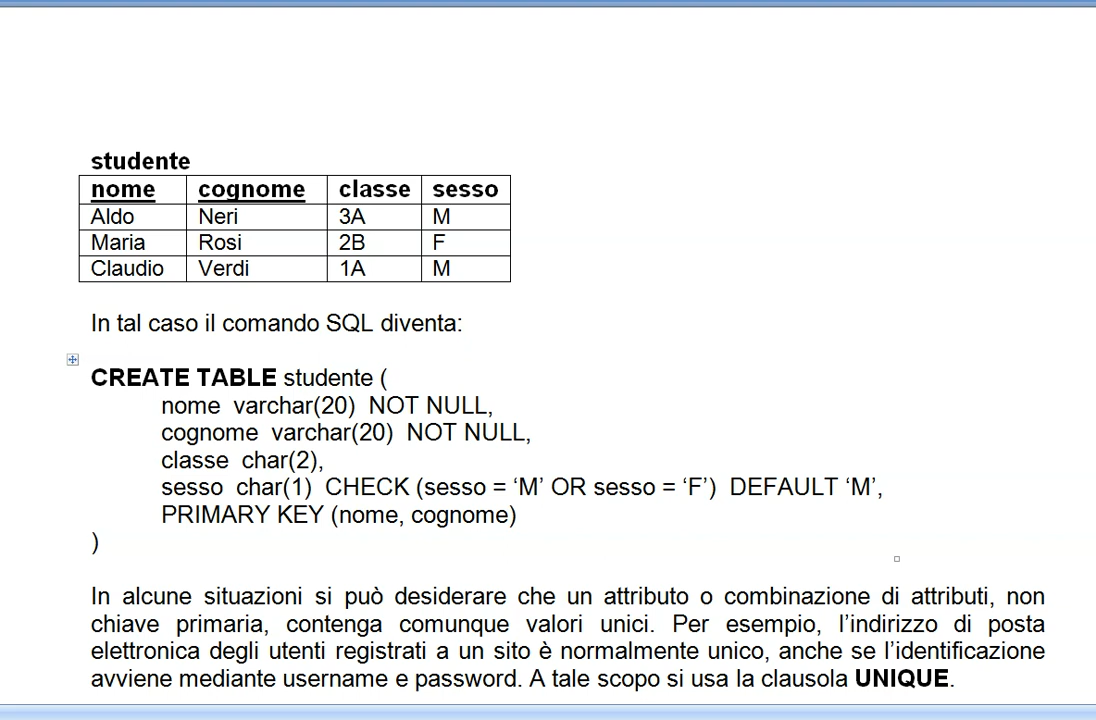 studente
nome cognome classe sesso
Aldo Neri 3A M
Maria Rosi 2B F
Claudio Verdi 1A M
In tal caso il comando SQL diventa:
CREATE TABLE studente (
nome varchar(20) NOT NULL,
cognome varchar(20) NOT NULL,
classe char(2),
sesso char(1) CHECK (sesso = ‘M’ OR sesso = ‘F’) DEFAULT ‘M’,
PRIMARY KEY (nome, cognome)
)
In alcune situazioni si può desiderare che un attributo o combinazione di attributi, non
chiave primaria, contenga comunque valori unici. Per esempio, l’indirizzo di posta
elettronica degli utenti registrati a un sito è normalmente unico, anche se l’identificazione
avviene mediante username e password. A tale scopo si usa la clausola UNIQUE.